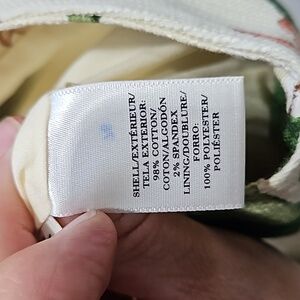 SHELL/EXTÉRIEUR/
TELA EXTERIOR:
98% COTTON/
COTON/ALGODÓN
2% SPANDEX
LINING/DOUBLURE/
FORRO:
100% POLYESTER/
POLIÉSTER